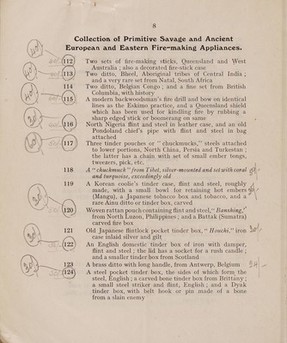 8
Collection of Primitive Savage and Ancient
European and Eastern Fire-making Appliances.
112 Two sets of fire-making sticks, Queensland and West
Australia; also a decorated fire-stick case
113 Two ditto, Bheel, Aboriginal tribes of Central India;
and a very rare set from Natal, South Africa
114 Two ditto, Belgian Congo; and a fine set from British
Columbia, with history
115 A modern backwoodsman's fire drill and bow on identical
lines as the Eskimo practice, and a Queensland shield
which has been used for kindling fire by rubbing a
sharp edged stick or boomerang on same
116 North Nigeria flint and steel in leather case, and an old
Pondoland chief's pipe with flint and steel in bag
attached
117 Three tinder pouches or "chuckmucks," steels attached
to lower portions, North China, Persia and Turkestan;
the latter has a chain with set of small ember tongs,
tweezers, pick, etc.
118 A "chuckmuck" from Tibet, silver-mounted and set with coral
and turquoise, exceedingly rare
119 A Korean coolie's tinder case, flint and steel, roughly
made, with a small bowl for retaining hot embers
(Manga), a Japanese tobacco box and tobacco, and a
rare Ainu ditto or tinder box, carved
120 Woven rattan pouch containing flint and steel,
from North Luzon, Philippines; and a Battak (Sumatra)
carved fire box
121 Old Japanese flintlock pocket tinder box, iron
case inlaid silver and gilt
122 An English domestic tinder box of iron with damper,
flint and steel; the lid has a socket for a rush candle;
and a smaller tinder box from Scotland
123 A brass ditto with long handle, from Antwerp, Belgium
124 A steel pocket tinder box, the sides of which form the
steel, English; a carved bone tinder box from Brittany;
a small steel striker and flint, English; and a Dyak
tinder box, with belt hook or pin made of a bone
from a slain enemy